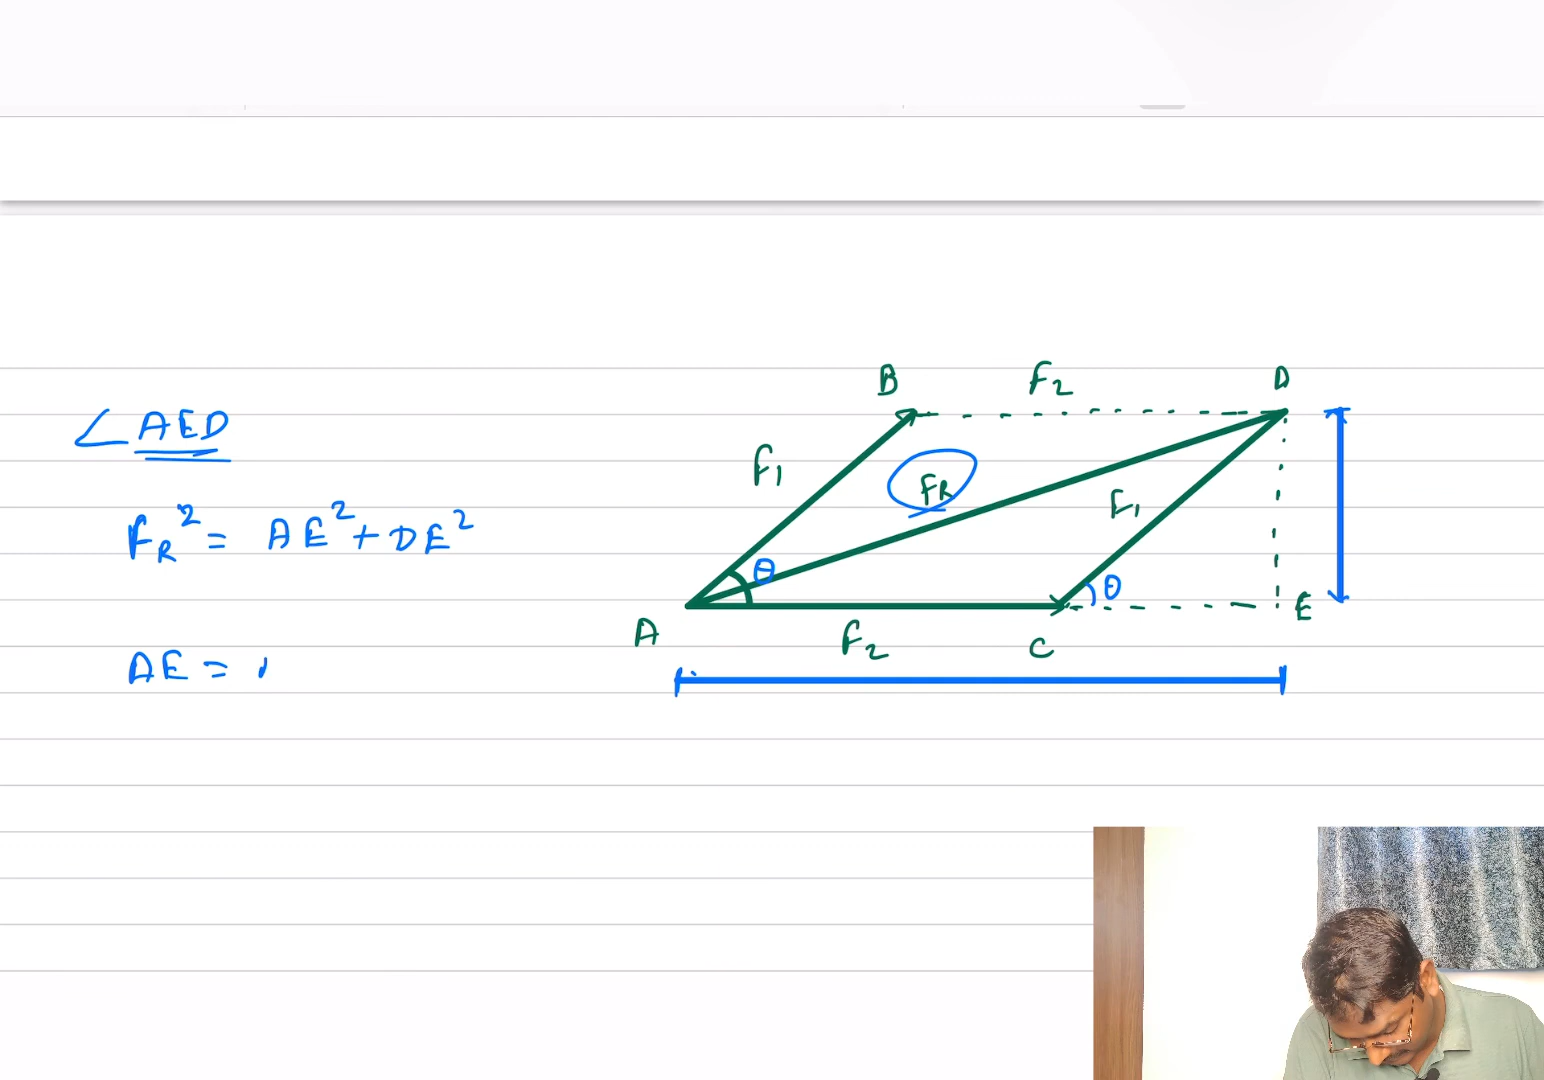 ∠AED
F_R² = AE² + DE²
AE =
B F₂ D
F₁ F_R F₁
θ θ
A F₂ C E